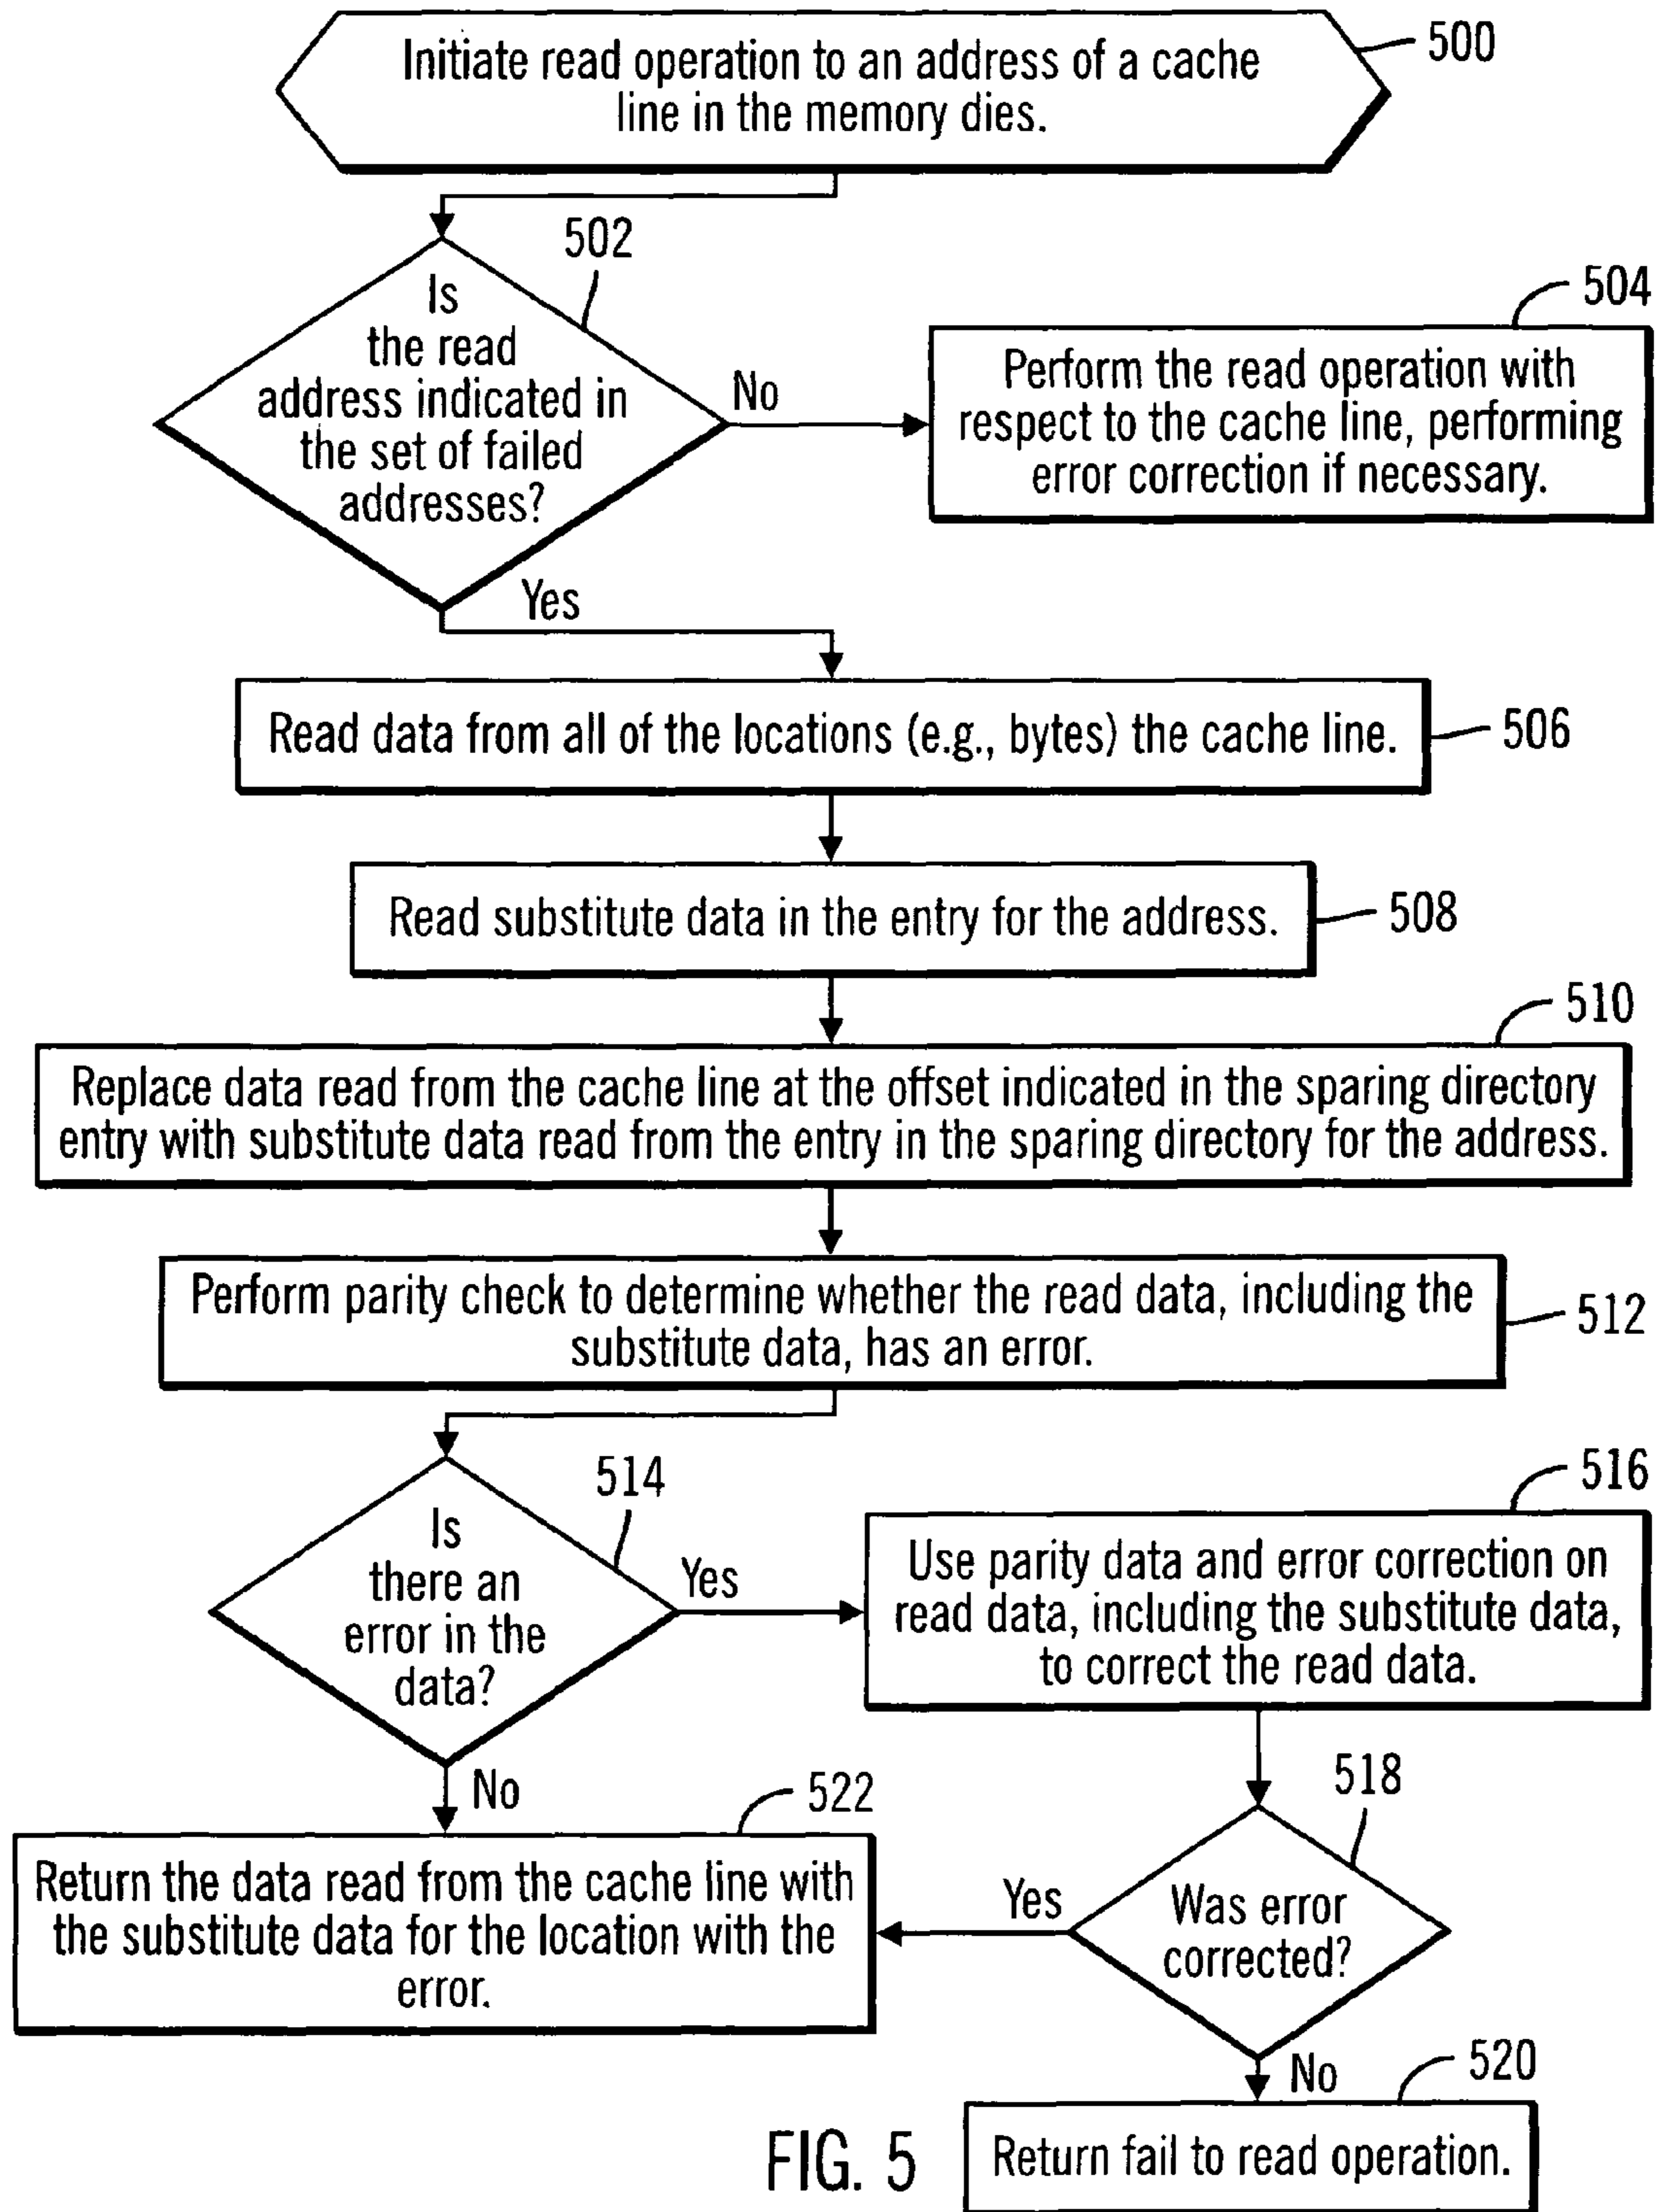 Initiate read operation to an address of a cache
line in the memory dies.
500
502
Is
the read
address indicated in
the set of failed
addresses?
No
504
Perform the read operation with
respect to the cache line, performing
error correction if necessary.
Yes
Read data from all of the locations (e.g., bytes) the cache line.
506
Read substitute data in the entry for the address.
508
510
Replace data read from the cache line at the offset indicated in the sparing directory
entry with substitute data read from the entry in the sparing directory for the address.
Perform parity check to determine whether the read data, including the
substitute data, has an error.
512
514
Is
there an
error in the
data?
Yes
516
Use parity data and error correction on
read data, including the substitute data,
to correct the read data.
No
522
Return the data read from the cache line with
the substitute data for the location with the
error.
518
Was error
corrected?
Yes
No
520
Return fail to read operation.
FIG. 5